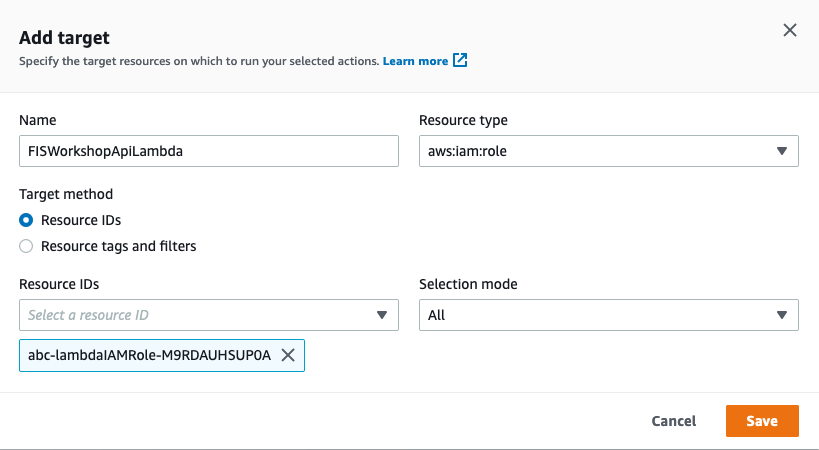 Add target
Specify the target resources on which to run your selected actions. Learn more
Name
Resource type
FISWorkshopApiLambda
aws:iam:role
Target method
Resource IDs
Resource tags and filters
Resource IDs
Selection mode
Select a resource ID
All
abc-lambdaIAMRole-M9RDAUHSUP0A
Cancel
Save